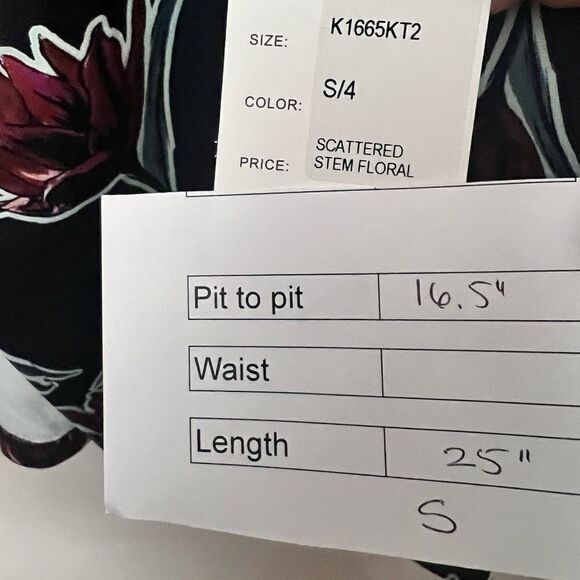 K1665KT2
SIZE:
S/4
COLOR:
SCATTERED
PRICE: STEM FLORAL
Pit to pit 16.5"
Waist
Length 25"
S